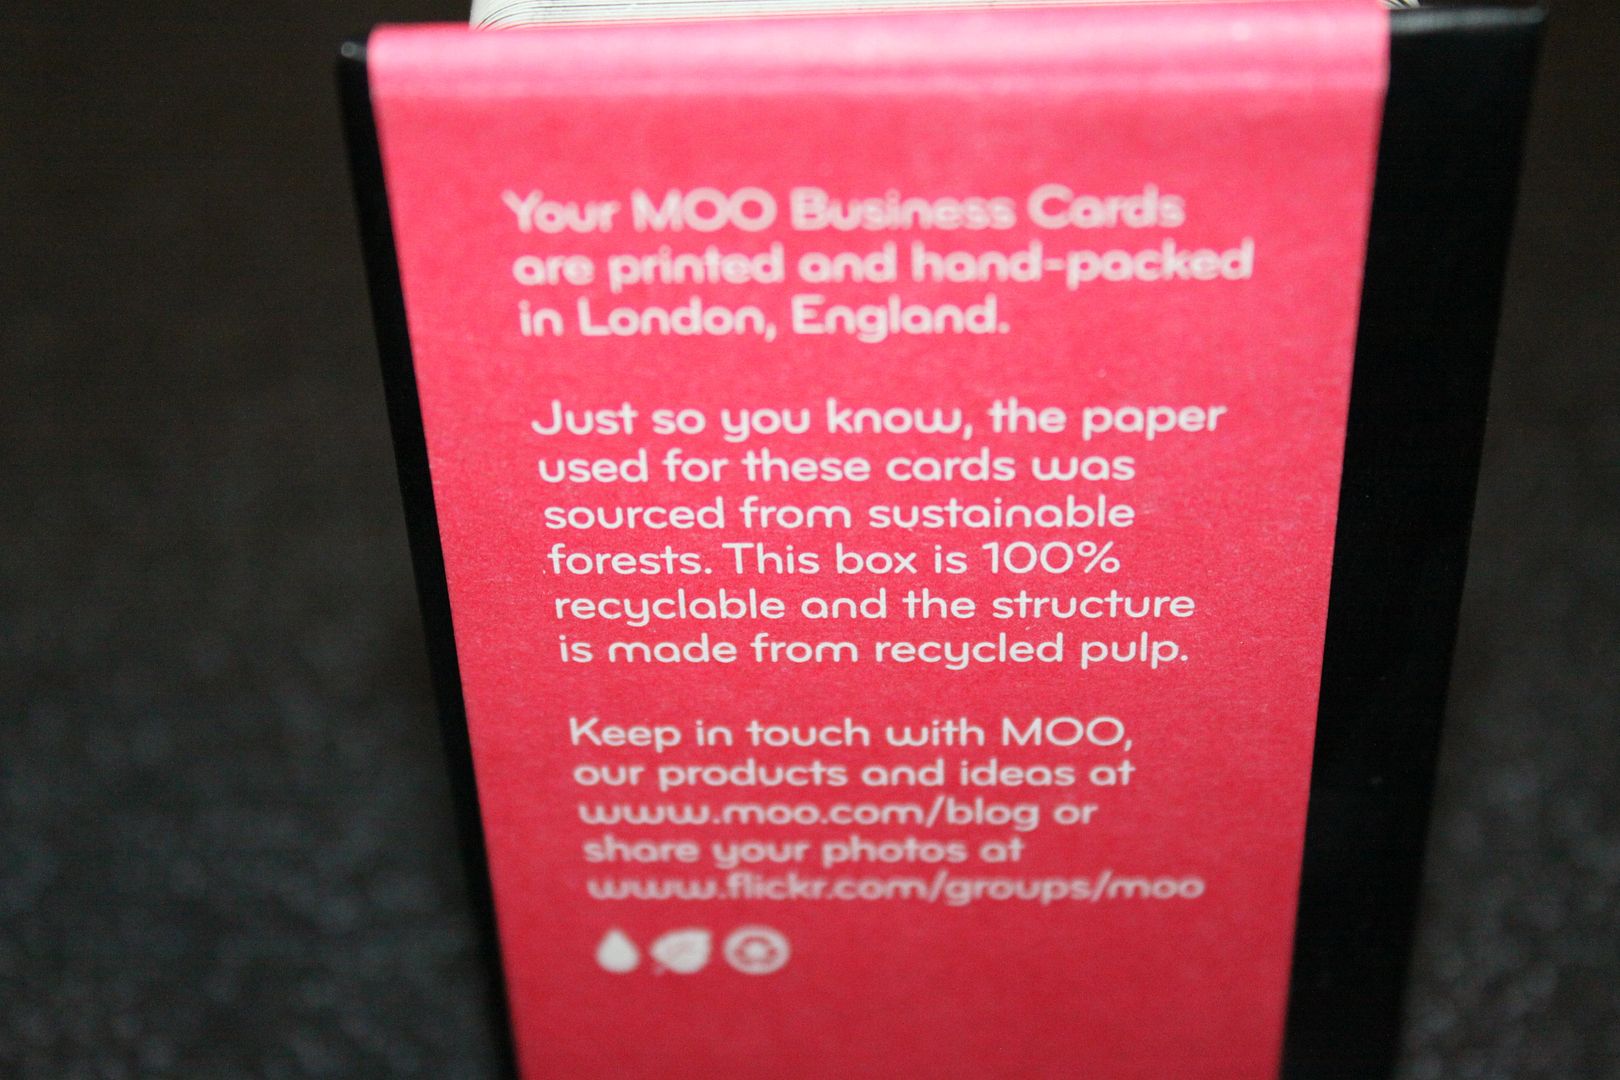 Your MOO Business Cards
are printed and hand-packed
in London, England.
Just so you know, the paper
used for these cards was
sourced from sustainable
forests. This box is 100%
recyclable and the structure
is made from recycled pulp.
Keep in touch with MOO,
our products and ideas at
www.moo.com/blog or
share your photos at
www.flickr.com/groups/moo